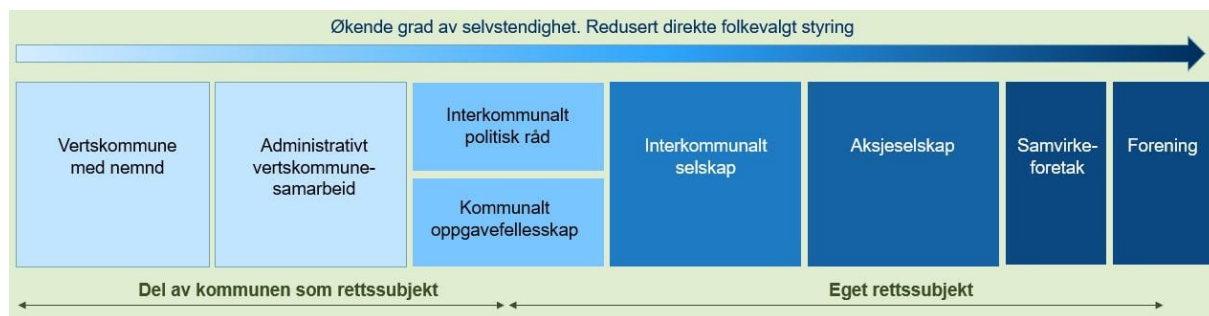 Økende grad av selvstendighet. Redusert direkte folkevalgt styring
Vertskommune
med nemnd
Administrativt
vertskommune-
samarbeid
Interkommunalt
politisk råd
Kommunalt
oppgavefellesskap
Interkommunalt
selskap
Aksjeselskap
Samvirke-
foretak
Forening
Del av kommunen som rettssubjekt
Eget rettssubjekt